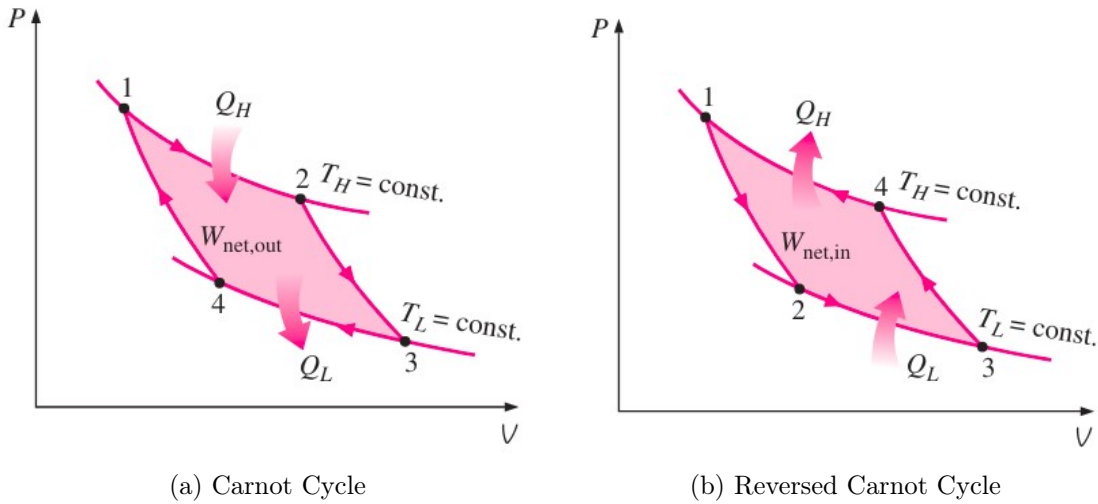 P
1
Q_H
2
T_H = const.
W_net,out
4
T_L = const.
3
Q_L
V
(a) Carnot Cycle
P
1
Q_H
4
T_H = const.
W_net,in
2
T_L = const.
3
Q_L
V
(b) Reversed Carnot Cycle